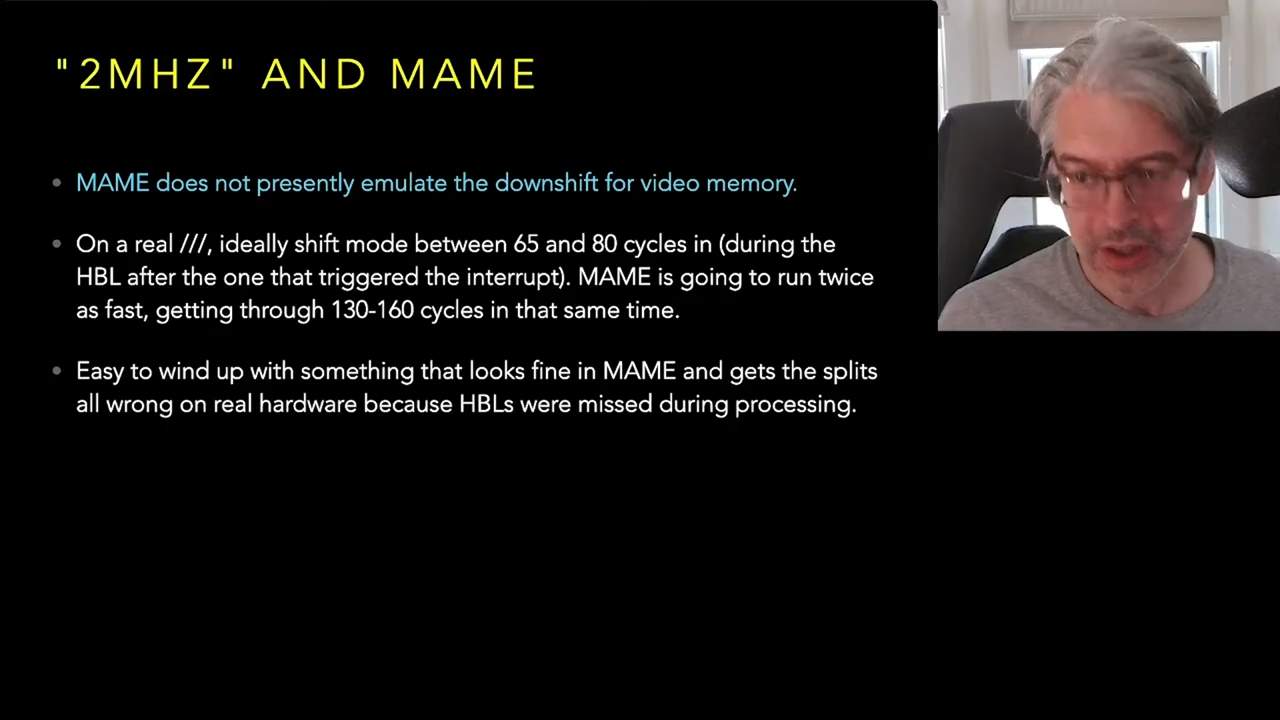 "2MHZ" AND MAME
MAME does not presently emulate the downshift for video memory.
On a real ///, ideally shift mode between 65 and 80 cycles in (during the
HBL after the one that triggered the interrupt). MAME is going to run twice
as fast, getting through 130-160 cycles in that same time.
Easy to wind up with something that looks fine in MAME and gets the splits
all wrong on real hardware because HBLs were missed during processing.